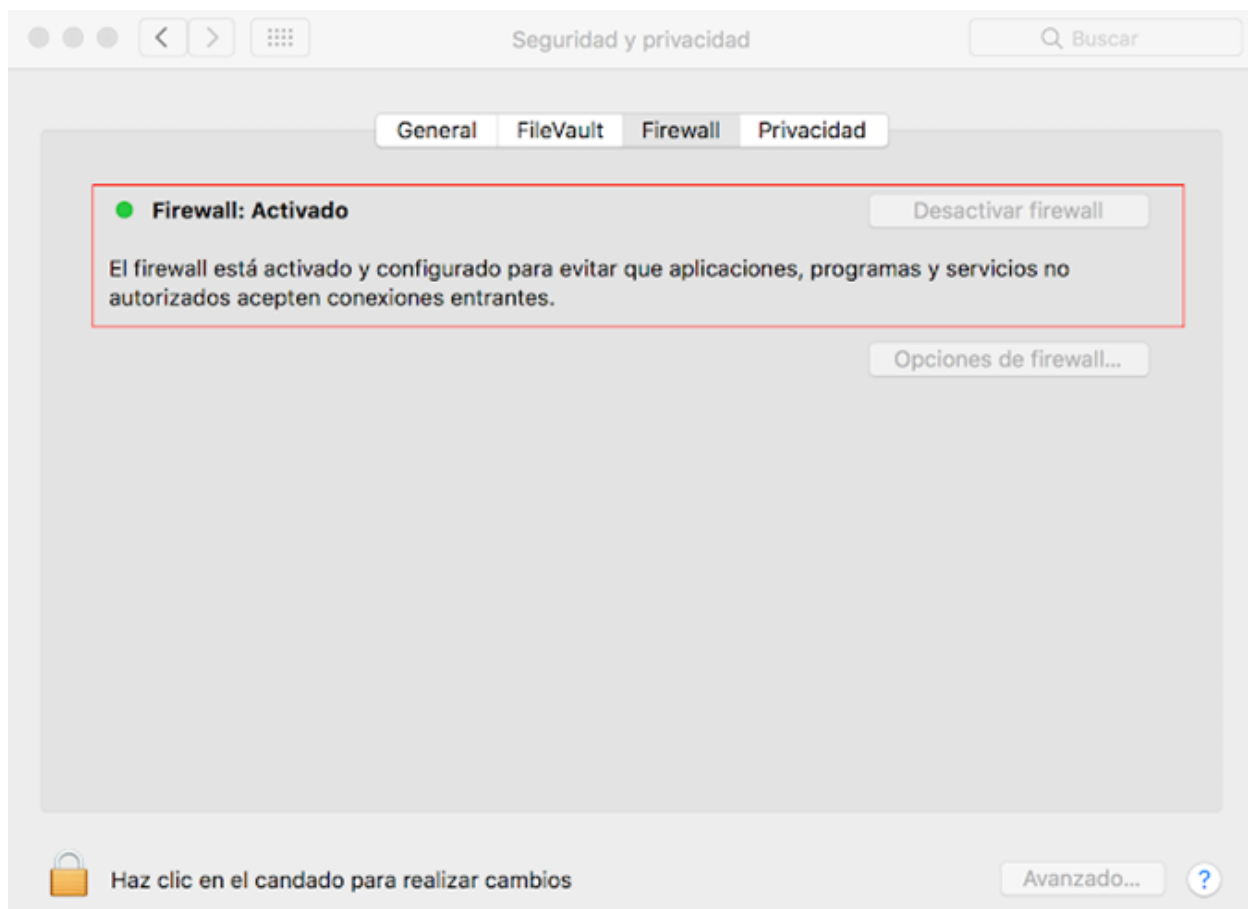 Seguridad y privacidad
Buscar
General FileVault Firewall Privacidad
Firewall: Activado
Desactivar firewall
El firewall está activado y configurado para evitar que aplicaciones, programas y servicios no
autorizados acepten conexiones entrantes.
Opciones de firewall...
Haz clic en el candado para realizar cambios
Avanzado... ?